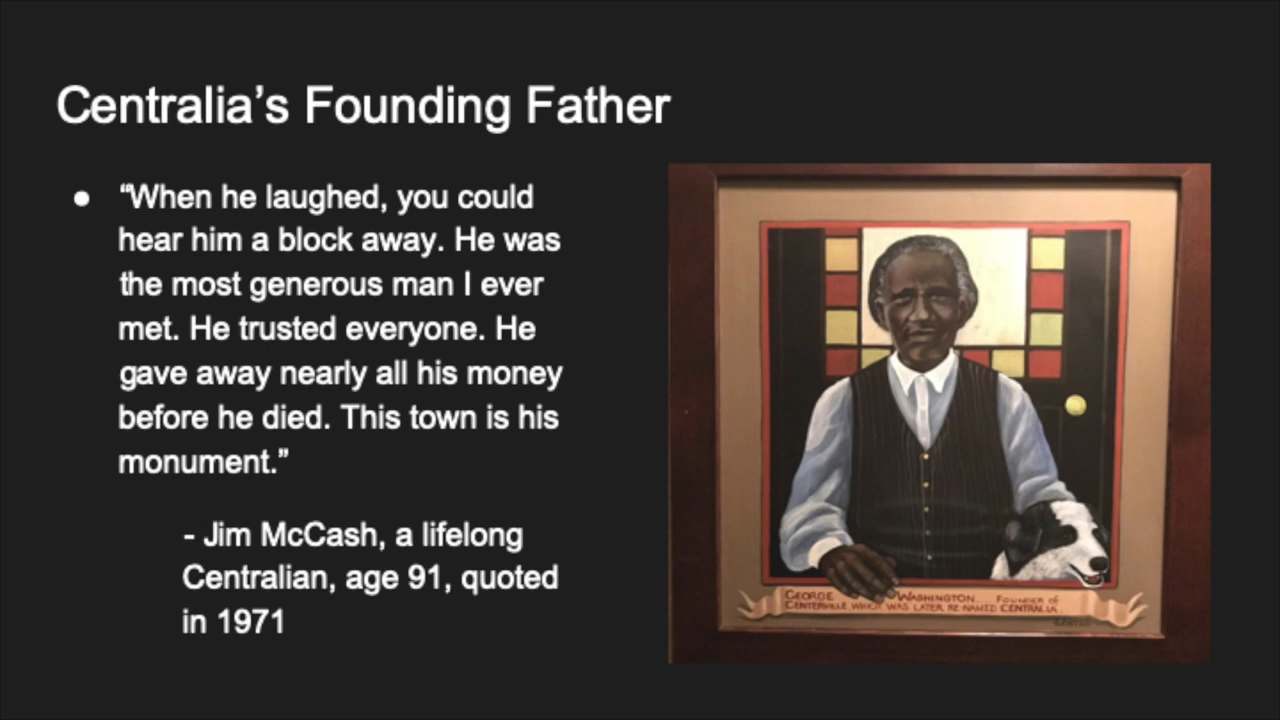 Centralia’s Founding Father
● “When he laughed, you could
hear him a block away. He was
the most generous man I ever
met. He trusted everyone. He
gave away nearly all his money
before he died. This town is his
monument.”
- Jim McCash, a lifelong
Centralian, age 91, quoted
in 1971
GEORGE WASHINGTON.... FOUNDER OF
CENTERVILLE WHICH WAS LATER RE-NAMED CENTRALIA